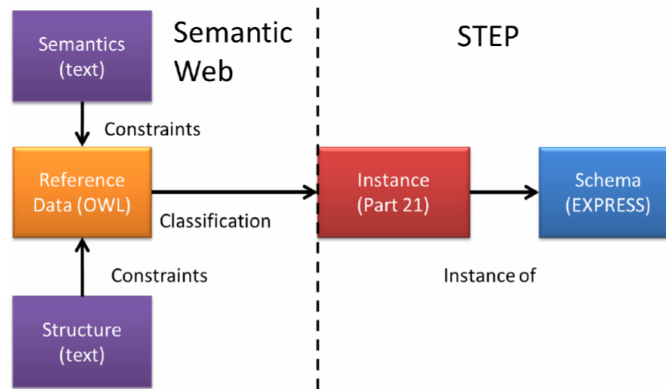 Semantics
(text)
Semantic
Web
STEP
Constraints
Reference
Data (OWL)
Classification
Instance
(Part 21)
Schema
(EXPRESS)
Constraints
Instance of
Structure
(text)